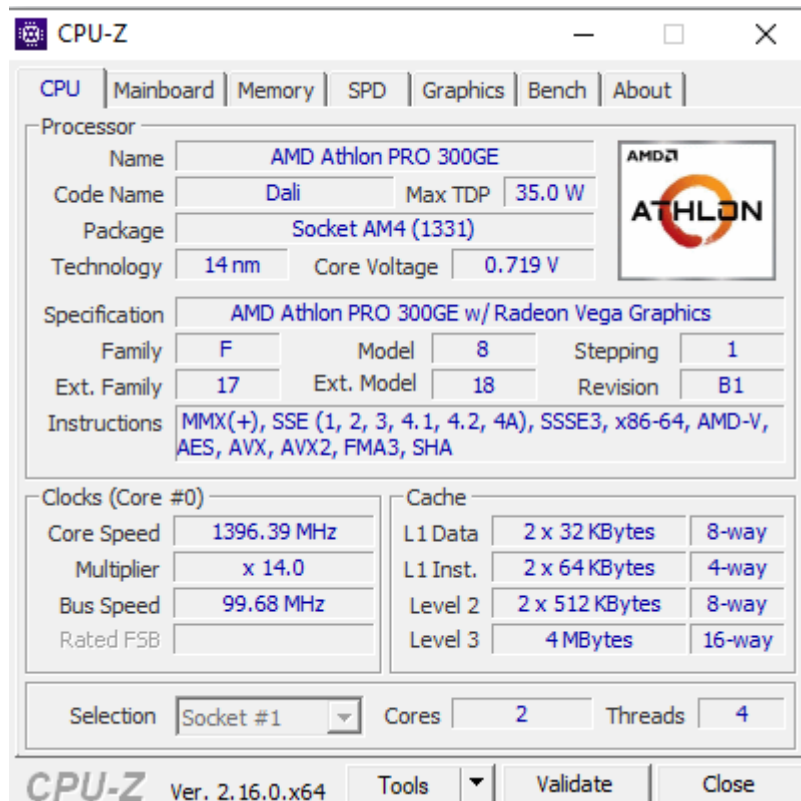 CPU-Z
CPU Mainboard Memory SPD Graphics Bench About
Processor
Name AMD Athlon PRO 300GE
Code Name Dali Max TDP 35.0 W
Package Socket AM4 (1331)
Technology 14 nm Core Voltage 0.719 V
AMD
ATHLON
Specification AMD Athlon PRO 300GE w/ Radeon Vega Graphics
Family F Model 8 Stepping 1
Ext. Family 17 Ext. Model 18 Revision B1
Instructions MMX(+), SSE (1, 2, 3, 4.1, 4.2, 4A), SSSE3, x86-64, AMD-V,
AES, AVX, AVX2, FMA3, SHA
Clocks (Core #0)
Core Speed 1396.39 MHz
Multiplier x 14.0
Bus Speed 99.68 MHz
Rated FSB
Cache
L1 Data 2 x 32 KBytes 8-way
L1 Inst. 2 x 64 KBytes 4-way
Level 2 2 x 512 KBytes 8-way
Level 3 4 MBytes 16-way
Selection Socket #1 Cores 2 Threads 4
CPU-Z Ver. 2.16.0.x64 Tools Validate Close